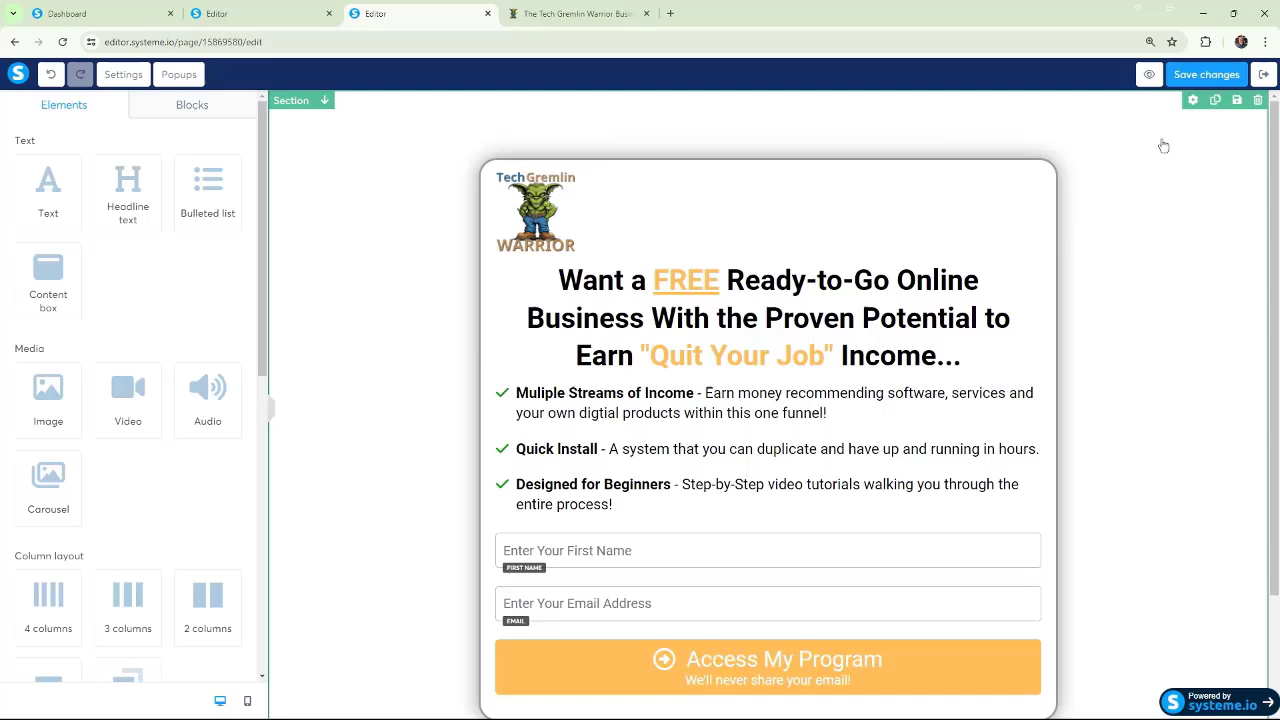 Dashboard
Editor
Editor
The Tech Gremlin Warrior Busi
editor.systeme.io/page/15869580/edit
S
Settings
Popups
Save changes
Elements
Blocks
Section
Text
Text
Headline
text
Bulleted list
Content
box
Media
Image
Video
Audio
Carousel
Column layout
4 columns
3 columns
2 columns
TechGremlin
WARRIOR
Want a FREE Ready-to-Go Online
Business With the Proven Potential to
Earn "Quit Your Job" Income...
Muliple Streams of Income - Earn money recommending software, services and
your own digtial products within this one funnel!
Quick Install - A system that you can duplicate and have up and running in hours.
Designed for Beginners - Step-by-Step video tutorials walking you through the
entire process!
Enter Your First Name
FIRST NAME
Enter Your Email Address
EMAIL
Access My Program
We'll never share your email!
S
Powered by
systeme.io